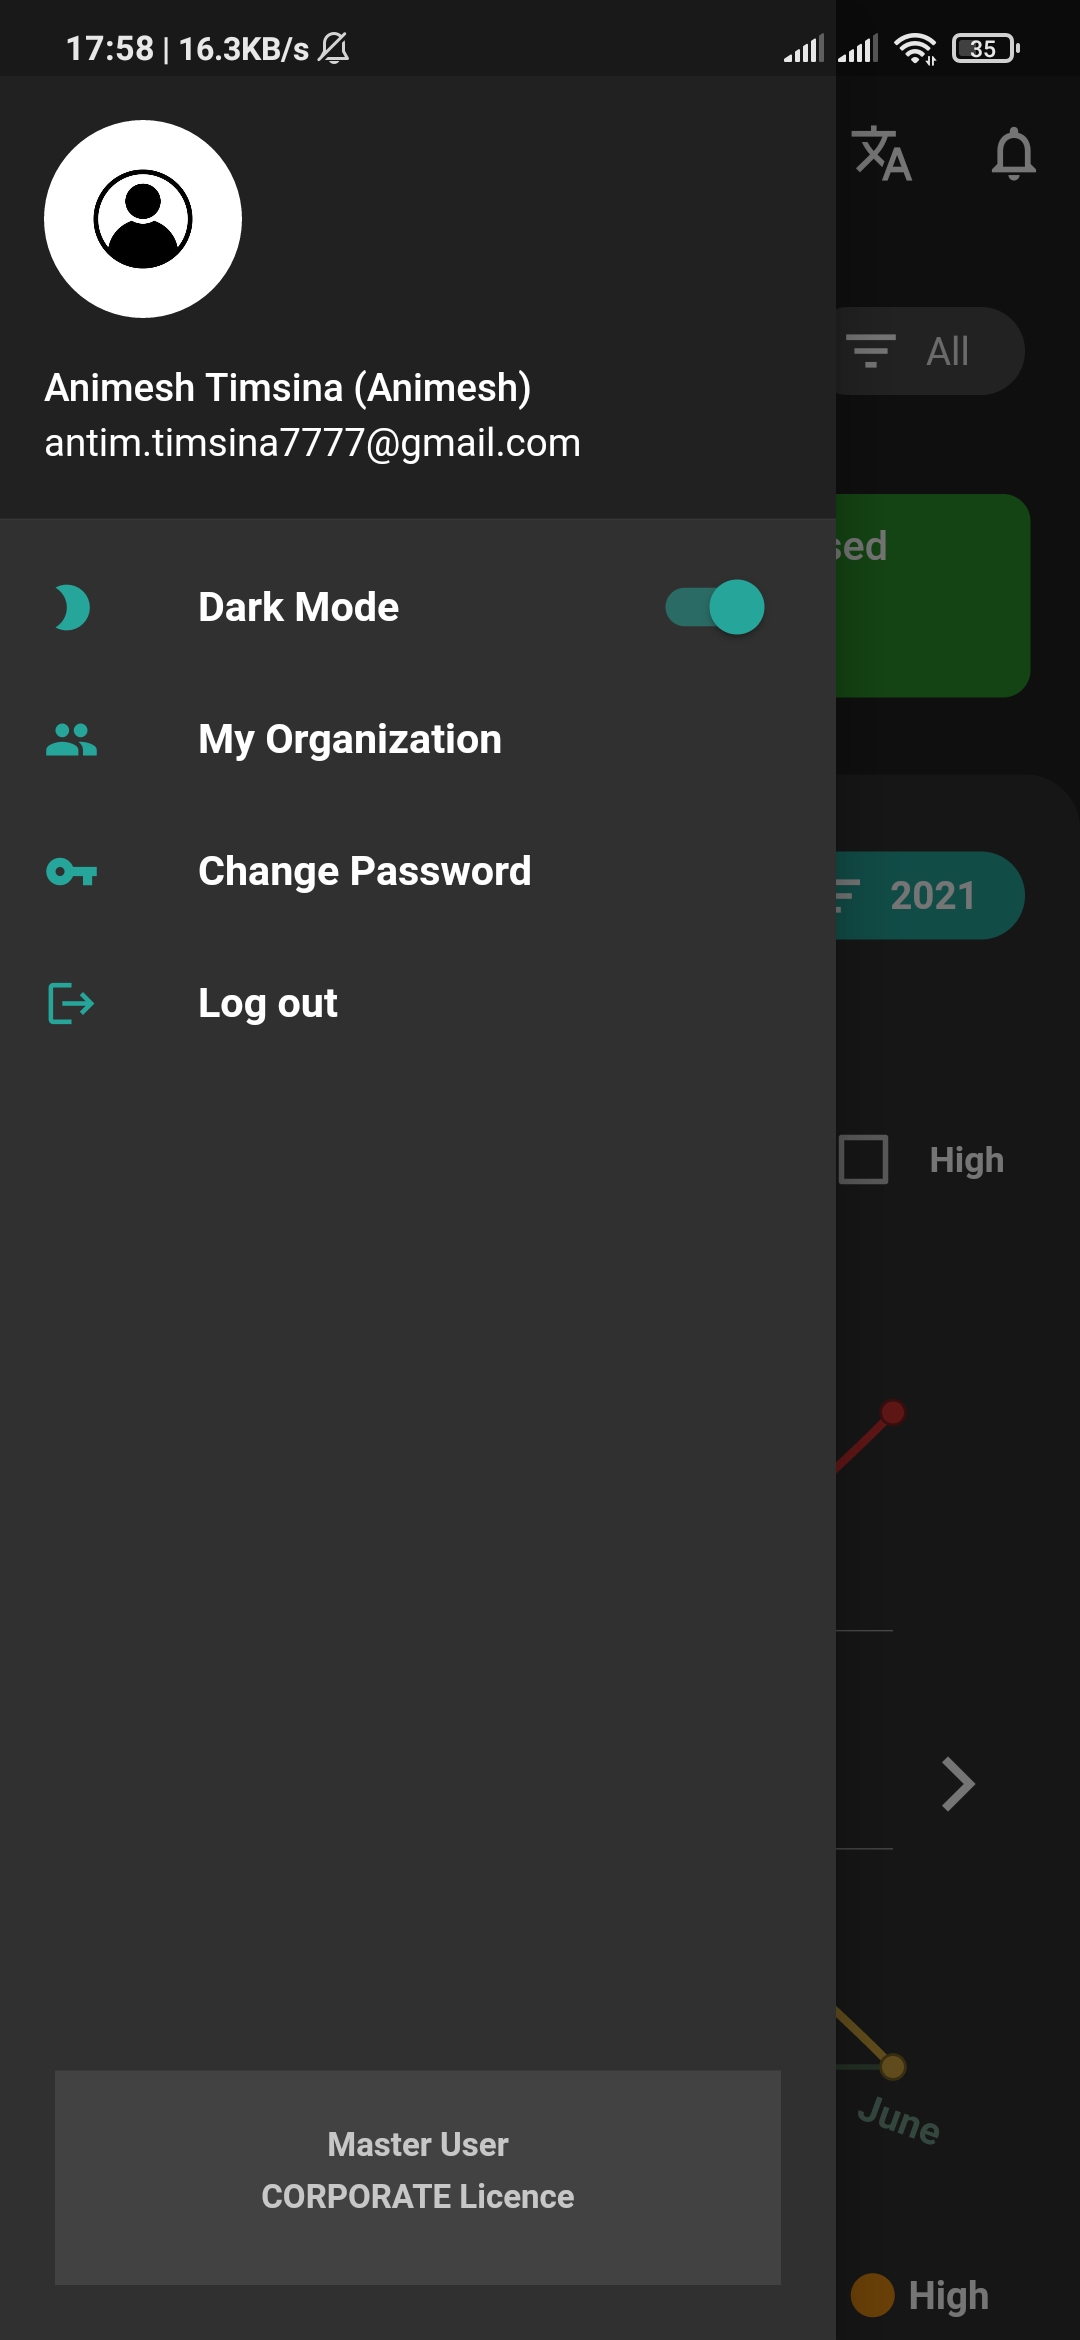 17:58 | 16.3KB/s
35
Animesh Timsina (Animesh)
antim.timsina7777@gmail.com
Dark Mode
My Organization
Change Password
Log out
Master User
CORPORATE Licence
All
2021
High
June
High